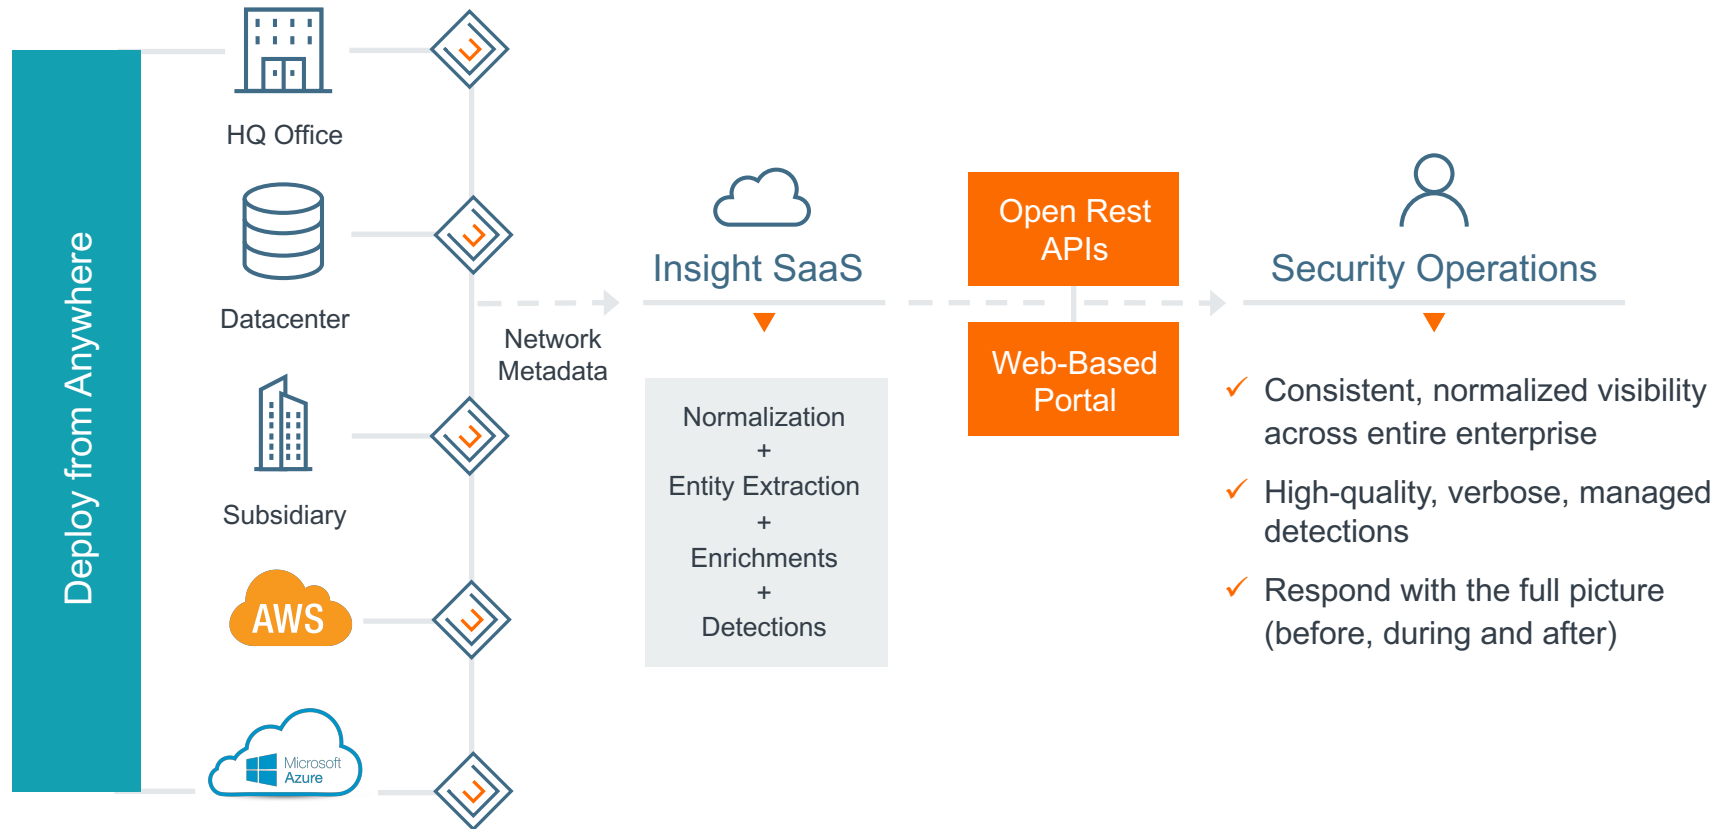 Deploy from Anywhere
HQ Office
Datacenter
Subsidiary
AWS
Microsoft
Azure
Network
Metadata
Insight SaaS
Normalization
+
Entity Extraction
+
Enrichments
+
Detections
Open Rest
APIs
Web-Based
Portal
Security Operations
✓ Consistent, normalized visibility
across entire enterprise
✓ High-quality, verbose, managed
detections
✓ Respond with the full picture
(before, during and after)